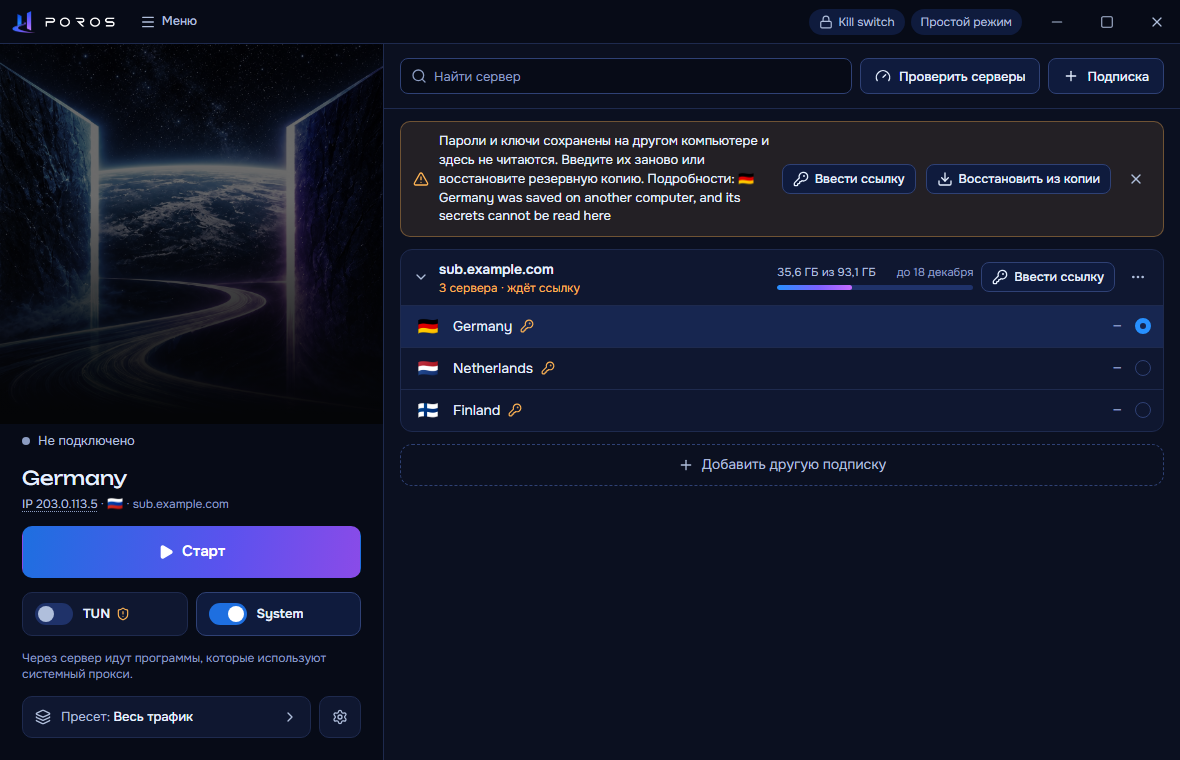 POROS
Меню
Kill switch
Простой режим
Найти сервер
Проверить серверы
Подписка
Пароли и ключи сохранены на другом компьютере и
здесь не читаются. Введите их заново или
восстановите резервную копию. Подробности: 🇩🇪
Germany was saved on another computer, and its
secrets cannot be read here
Ввести ссылку
Восстановить из копии
sub.example.com
3 сервера · ждёт ссылку
35,6 ГБ из 93,1 ГБ
до 18 декабря
Ввести ссылку
Germany
–
Netherlands
–
Finland
–
Добавить другую подписку
Не подключено
Germany
IP 203.0.113.5 · 🇷🇺 · sub.example.com
Старт
TUN
System
Через сервер идут программы, которые используют
системный прокси.
Пресет: Весь трафик